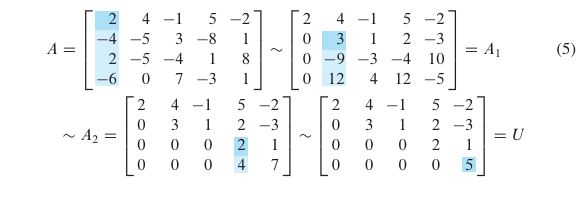 A = [ 2 4 −1 5 −2 ; −4 −5 3 −8 1 ; 2 −5 −4 1 8 ; −6 0 7 −3 1 ] ∼ [ 2 4 −1 5 −2 ; 0 3 1 2 −3 ; 0 −9 −3 −4 10 ; 0 12 4 12 −5 ] = A₁ (5)
∼ A₂ = [ 2 4 −1 5 −2 ; 0 3 1 2 −3 ; 0 0 0 2 1 ; 0 0 0 4 7 ] ∼ [ 2 4 −1 5 −2 ; 0 3 1 2 −3 ; 0 0 0 2 1 ; 0 0 0 0 5 ] = U